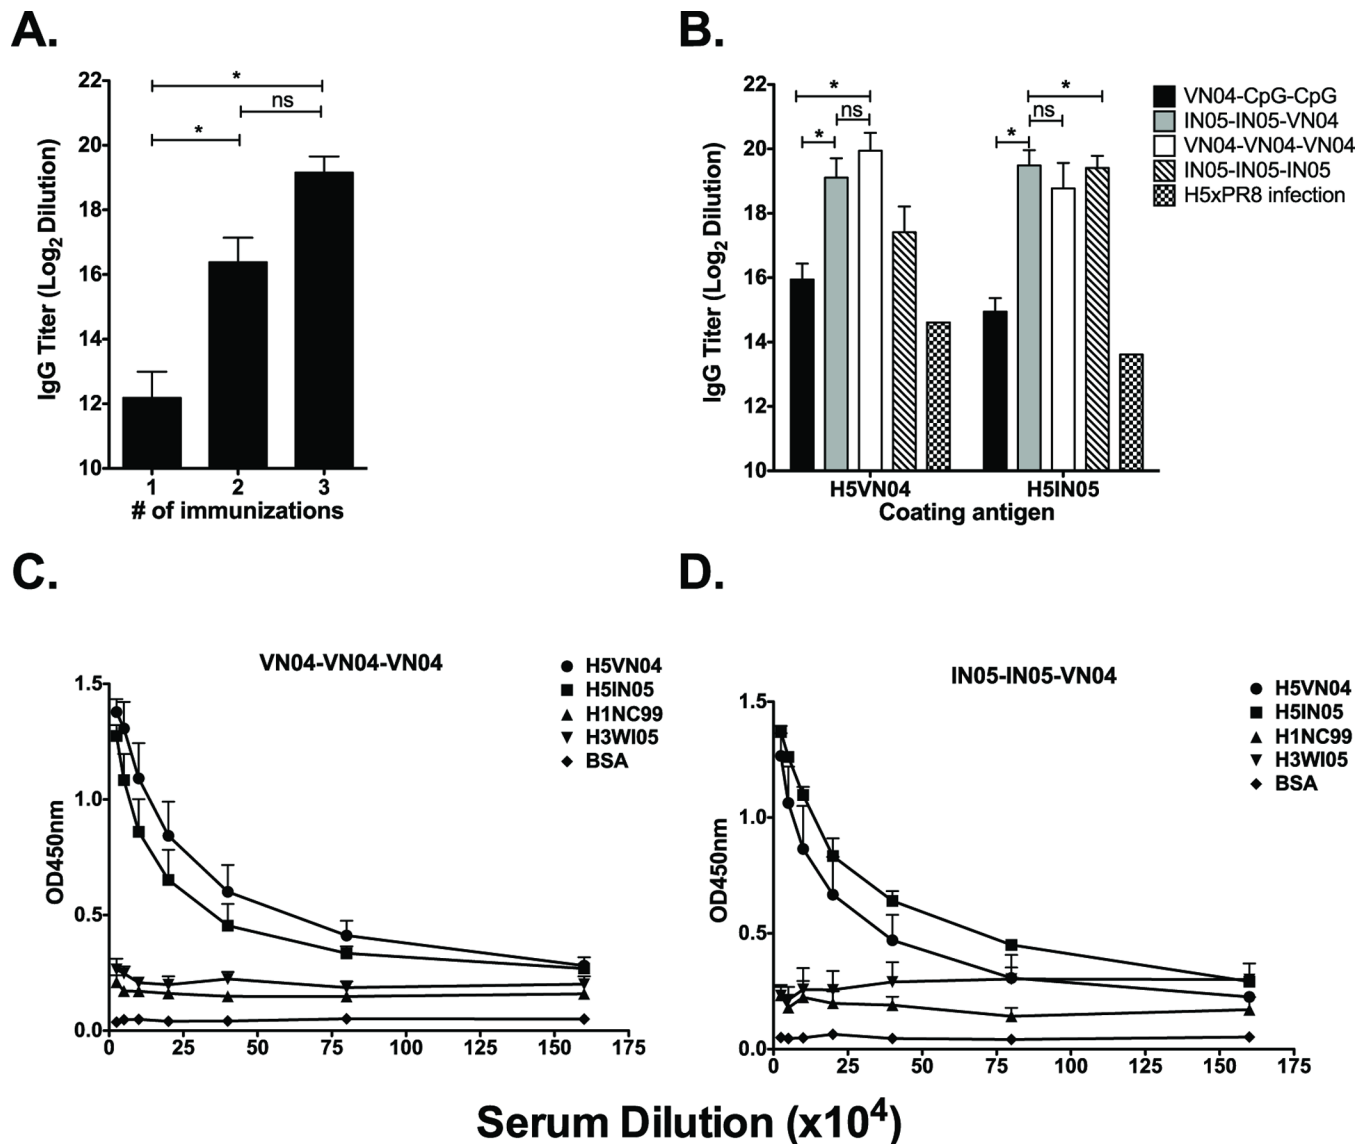 A.
22
20
18
16
14
12
10
IgG Titer (Log2 Dilution)
*
ns
*
1 2 3
# of immunizations
B.
22
20
18
16
14
12
10
IgG Titer (Log2 Dilution)
*
ns
*
*
ns
*
H5VN04 H5IN05
Coating antigen
VN04-CpG-CpG
IN05-IN05-VN04
VN04-VN04-VN04
IN05-IN05-IN05
H5xPR8 infection
C.
VN04-VN04-VN04
H5VN04
H5IN05
H1NC99
H3WI05
BSA
1.5
1.0
0.5
0.0
OD450nm
0 25 50 75 100 125 150 175
D.
IN05-IN05-VN04
H5VN04
H5IN05
H1NC99
H3WI05
BSA
1.5
1.0
0.5
0.0
OD450nm
0 25 50 75 100 125 150 175
Serum Dilution (x10⁴)